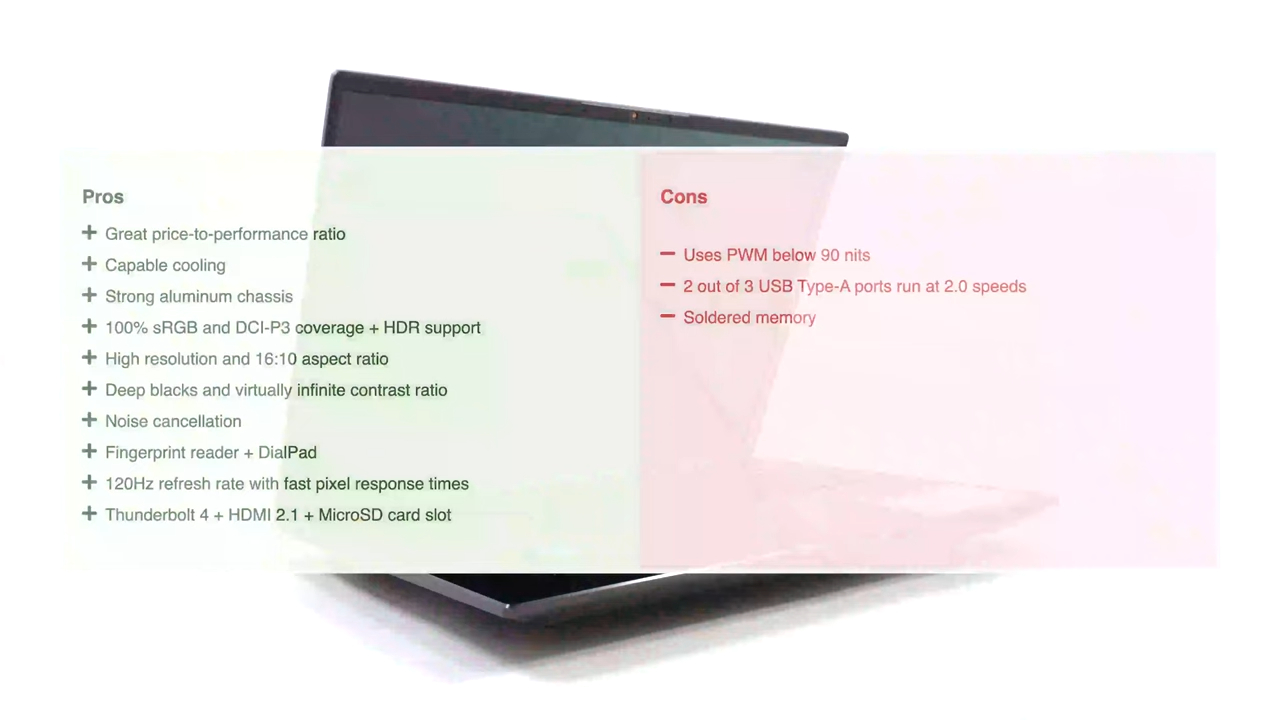 Pros
+ Great price-to-performance ratio
+ Capable cooling
+ Strong aluminum chassis
+ 100% sRGB and DCI-P3 coverage + HDR support
+ High resolution and 16:10 aspect ratio
+ Deep blacks and virtually infinite contrast ratio
+ Noise cancellation
+ Fingerprint reader + DialPad
+ 120Hz refresh rate with fast pixel response times
+ Thunderbolt 4 + HDMI 2.1 + MicroSD card slot
Cons
− Uses PWM below 90 nits
− 2 out of 3 USB Type-A ports run at 2.0 speeds
− Soldered memory